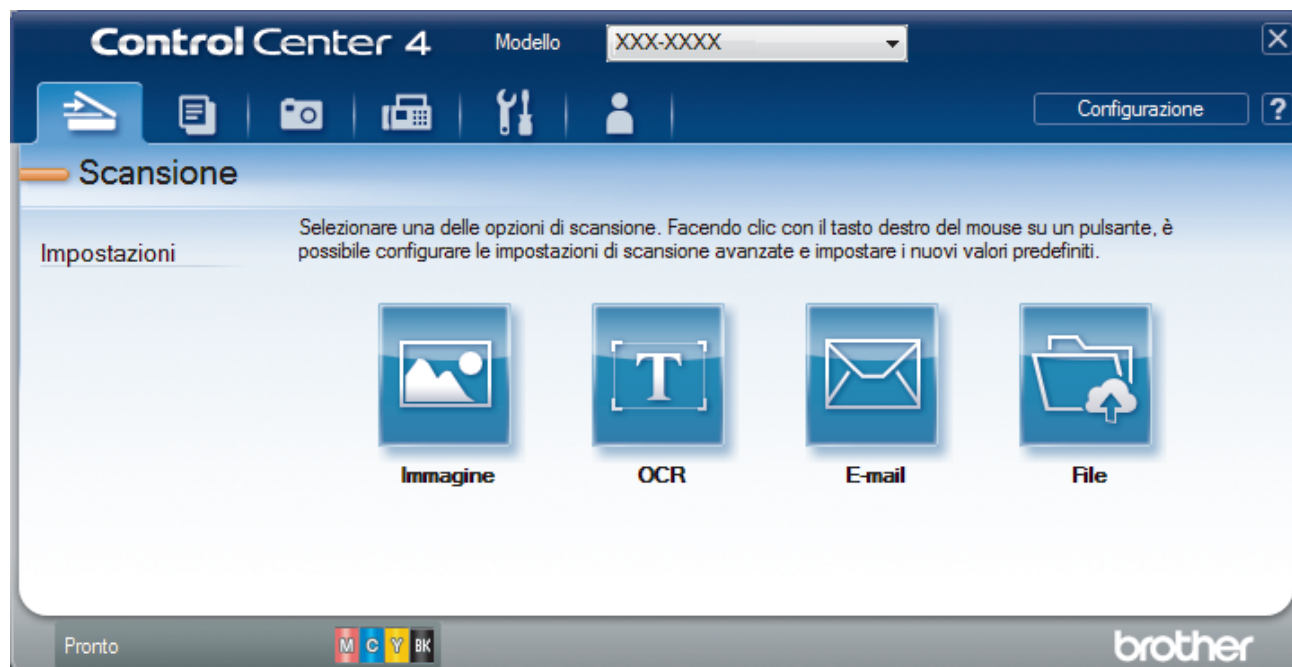 ControlCenter 4
Modello
XXX-XXXX
Configurazione
?
Scansione
Impostazioni
Selezionare una delle opzioni di scansione. Facendo clic con il tasto destro del mouse su un pulsante, è
possibile configurare le impostazioni di scansione avanzate e impostare i nuovi valori predefiniti.
T
Immagine
OCR
E-mail
File
Pronto
M C Y BK
brother